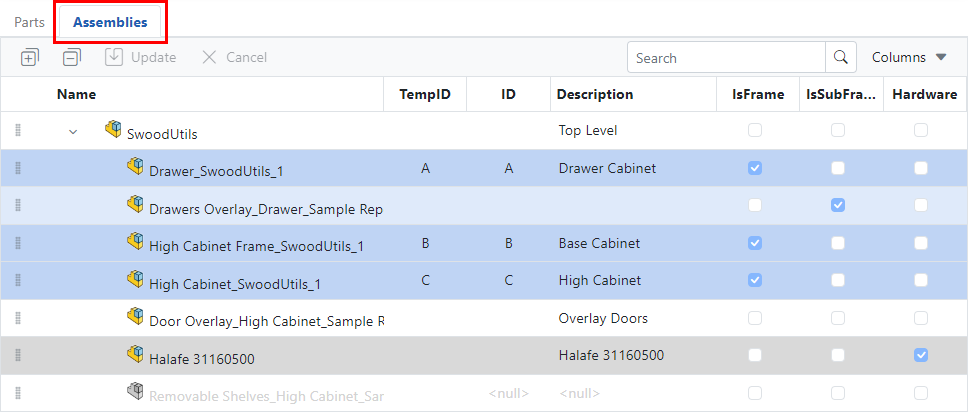 Parts Assemblies
Update Cancel Search Columns
Name TempID ID Description IsFrame IsSubFra... Hardware
SwoodUtils Top Level
Drawer_SwoodUtils_1 A A Drawer Cabinet
Drawers Overlay_Drawer_Sample Rep
High Cabinet Frame_SwoodUtils_1 B B Base Cabinet
High Cabinet_SwoodUtils_1 C C High Cabinet
Door Overlay_High Cabinet_Sample R Overlay Doors
Halafe 31160500 Halafe 31160500
Removable Shelves_High Cabinet_Sar <null> <null>